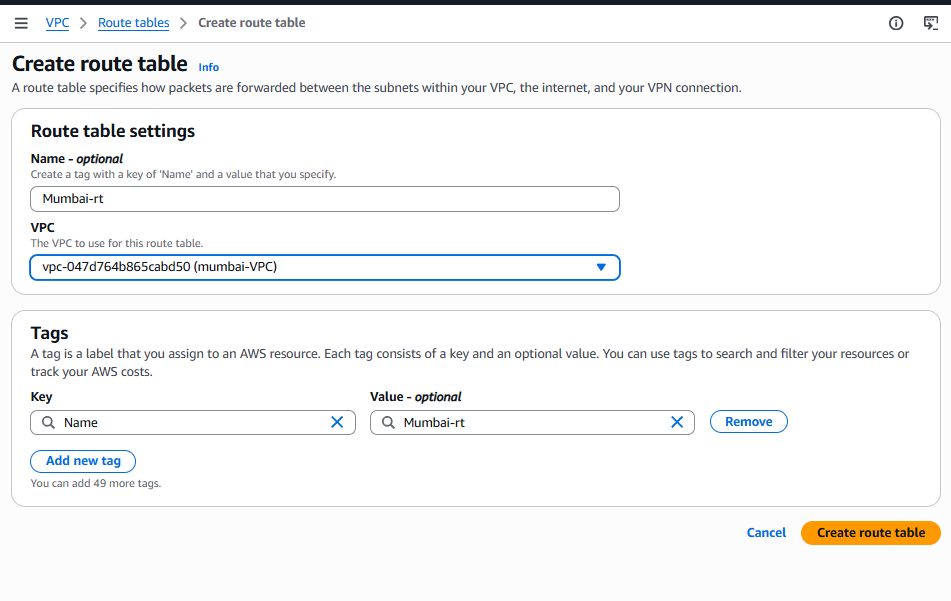 VPC > Route tables > Create route table
Create route table Info
A route table specifies how packets are forwarded between the subnets within your VPC, the internet, and your VPN connection.
Route table settings
Name - optional
Create a tag with a key of 'Name' and a value that you specify.
Mumbai-rt
VPC
The VPC to use for this route table.
vpc-047d764b865cabd50 (mumbai-VPC)
Tags
A tag is a label that you assign to an AWS resource. Each tag consists of a key and an optional value. You can use tags to search and filter your resources or
track your AWS costs.
Key Value - optional
Name Mumbai-rt Remove
Add new tag
You can add 49 more tags.
Cancel Create route table